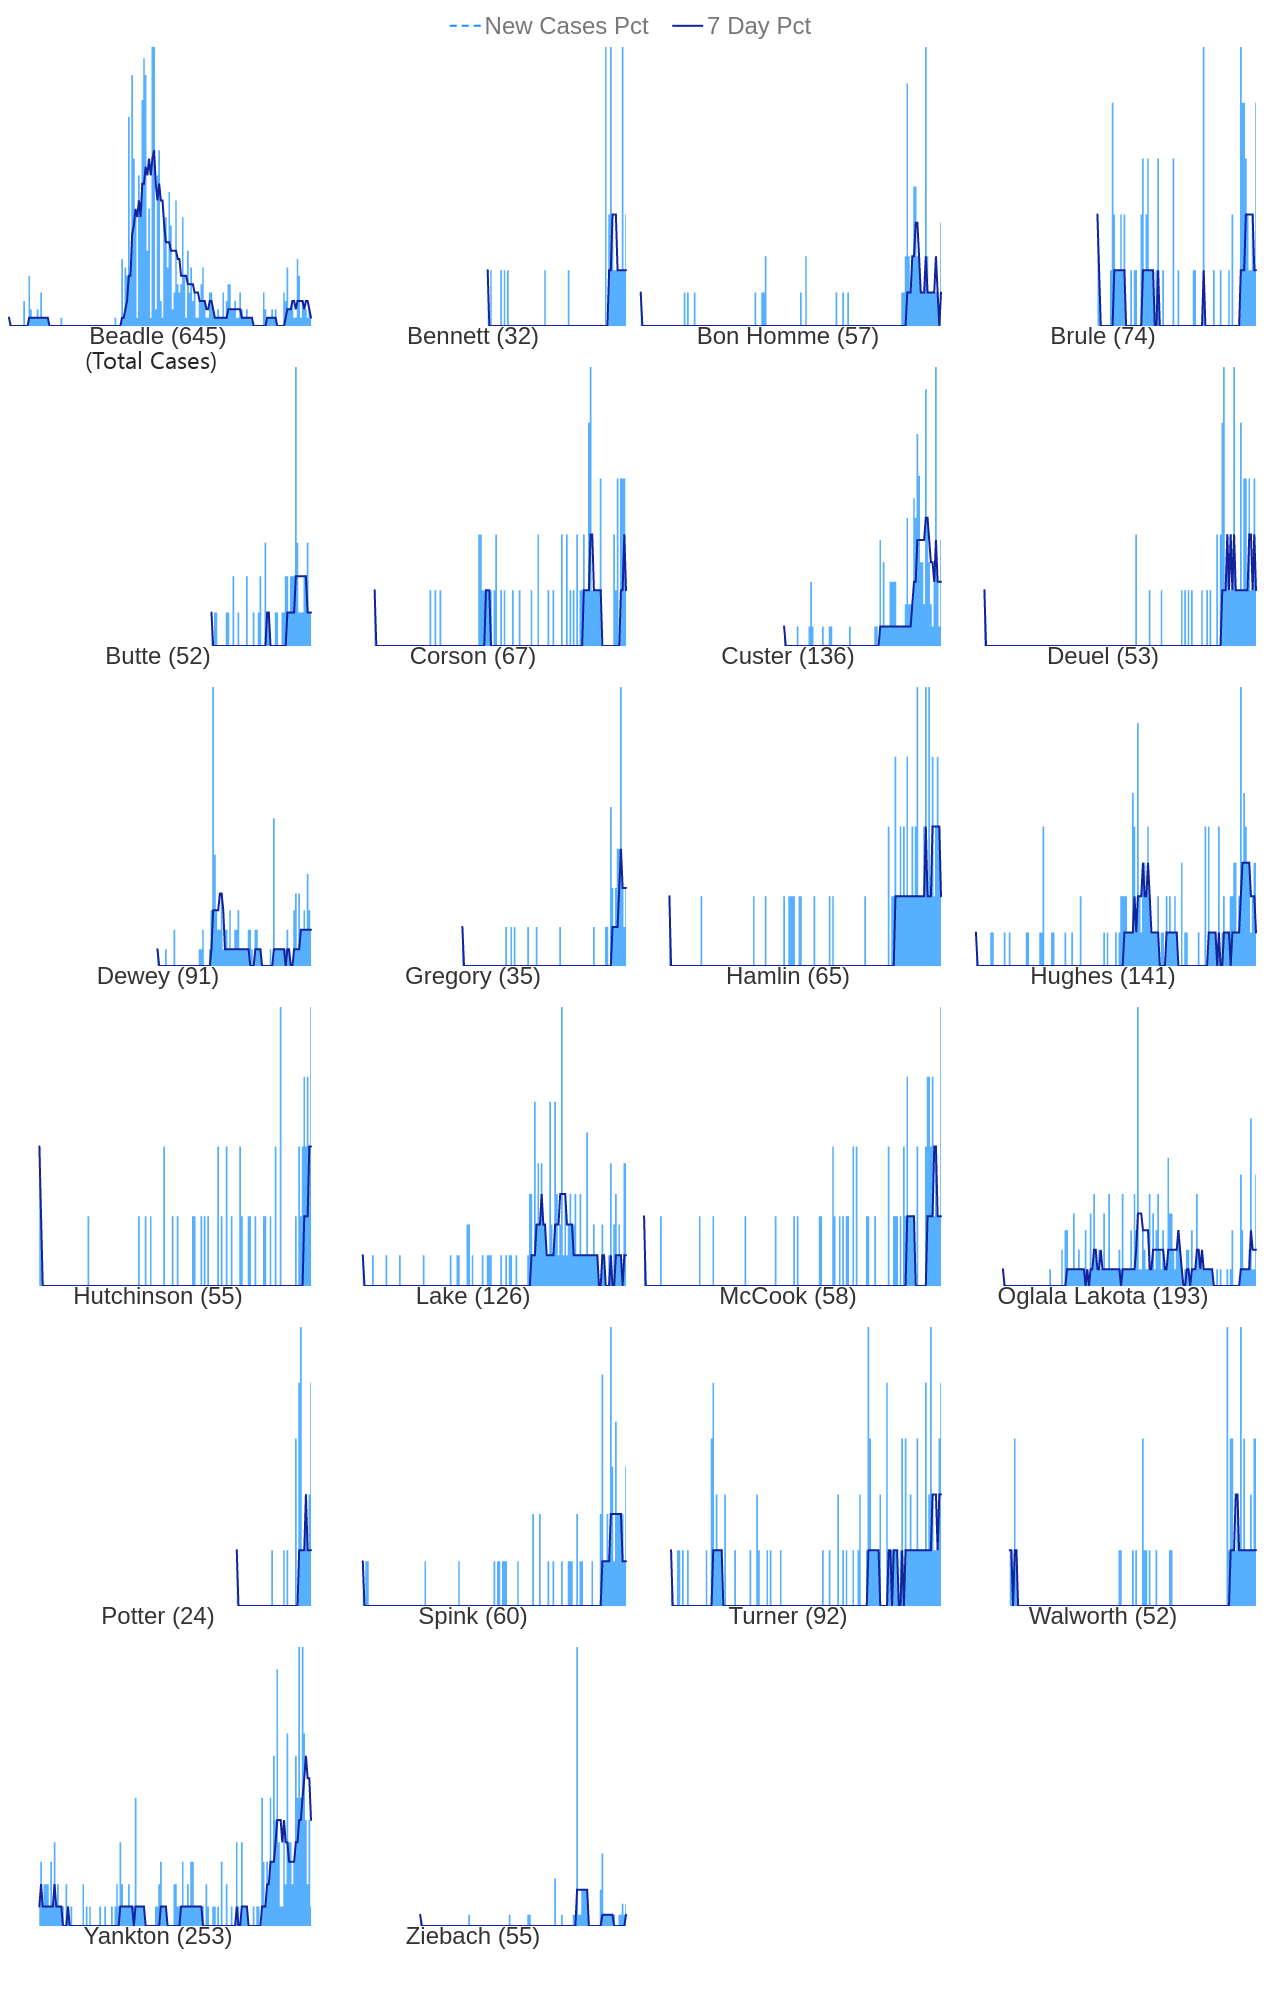 New Cases Pct 7 Day Pct
Beadle (645) Bennett (32) Bon Homme (57) Brule (74)
(Total Cases)
Butte (52) Corson (67) Custer (136) Deuel (53)
Dewey (91) Gregory (35) Hamlin (65) Hughes (141)
Hutchinson (55) Lake (126) McCook (58) Oglala Lakota (193)
Potter (24) Spink (60) Turner (92) Walworth (52)
Yankton (253) Ziebach (55)